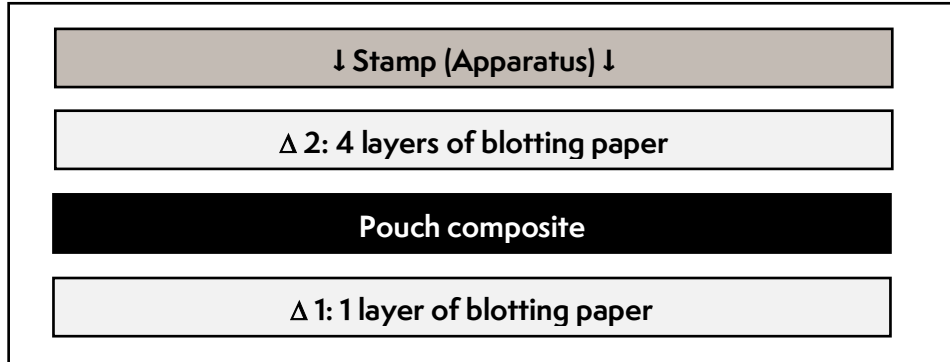 ↓ Stamp (Apparatus) ↓
Δ 2: 4 layers of blotting paper
Pouch composite
Δ 1: 1 layer of blotting paper